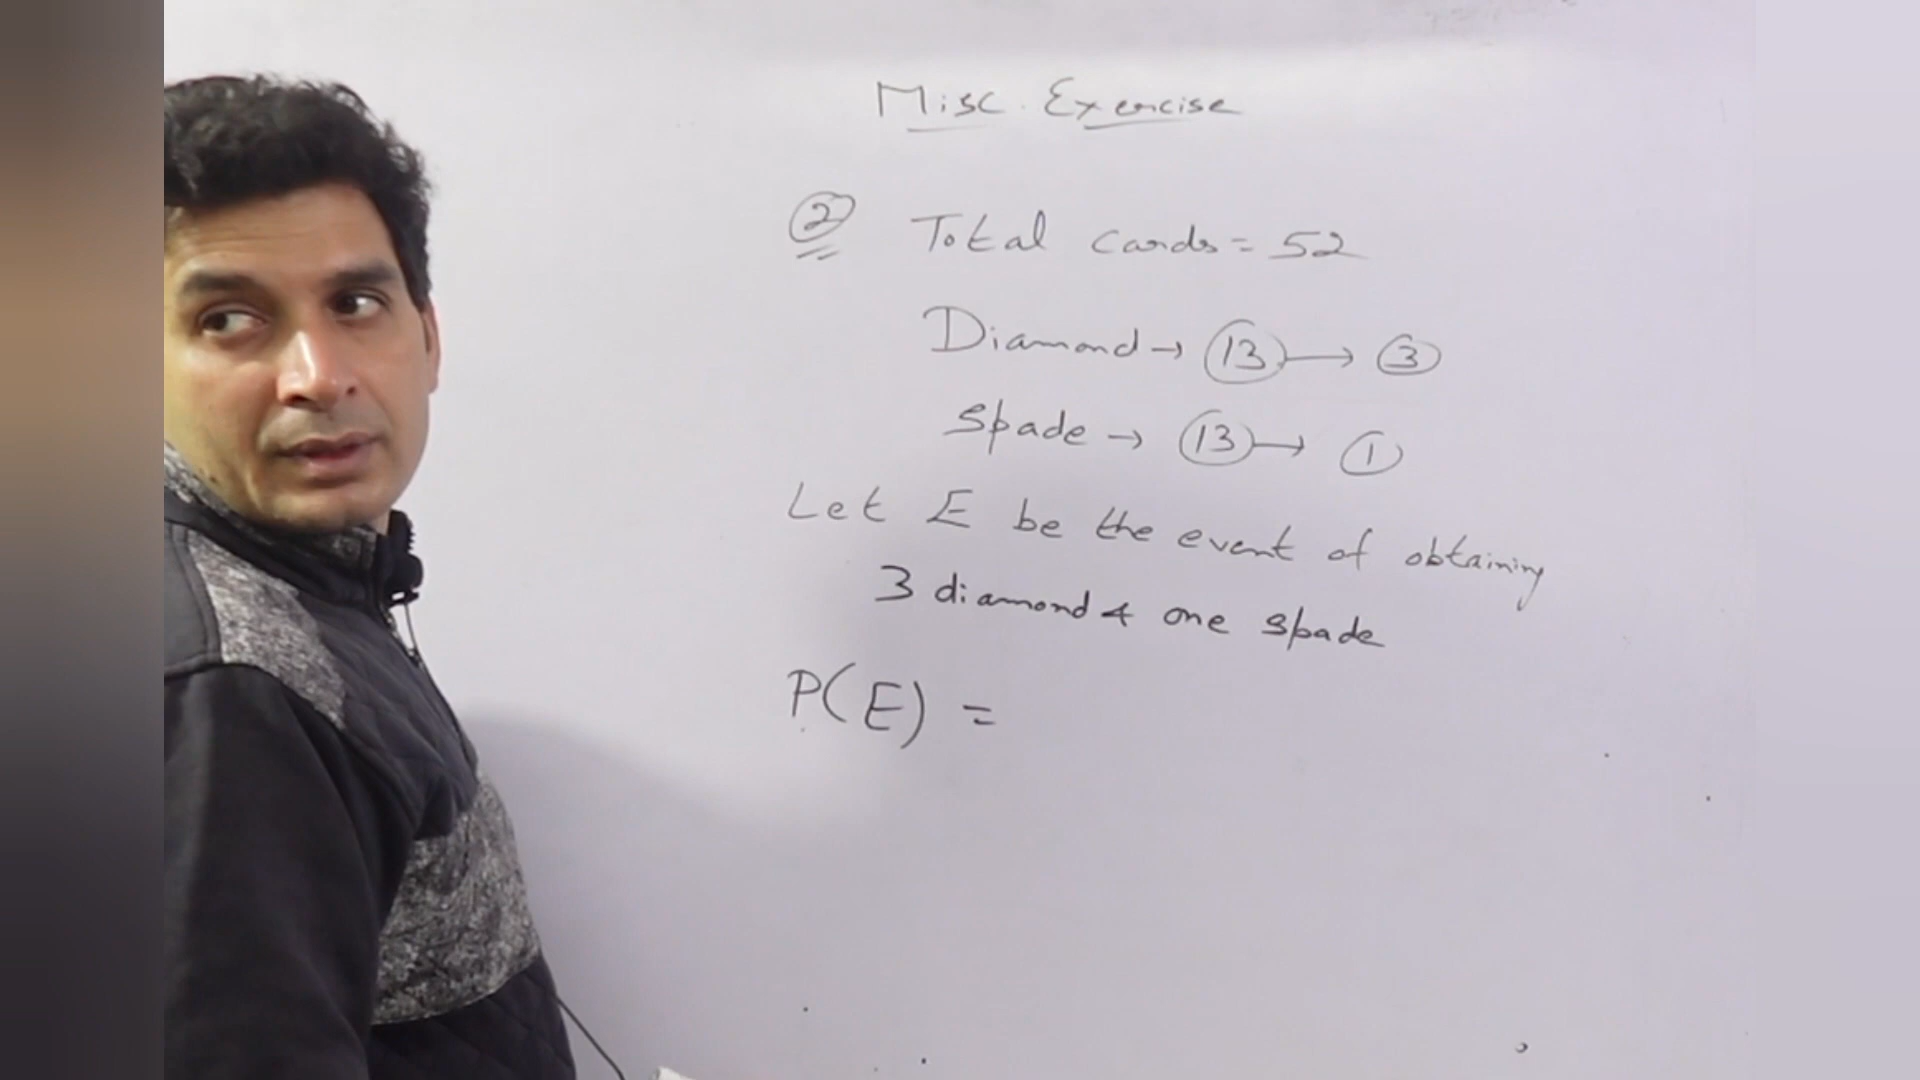 Misc. Exercise
② Total cards = 52
Diamond → 13 → 3
Spade → 13 → 1
Let E be the event of obtaining
3 diamond & one spade
P(E) =